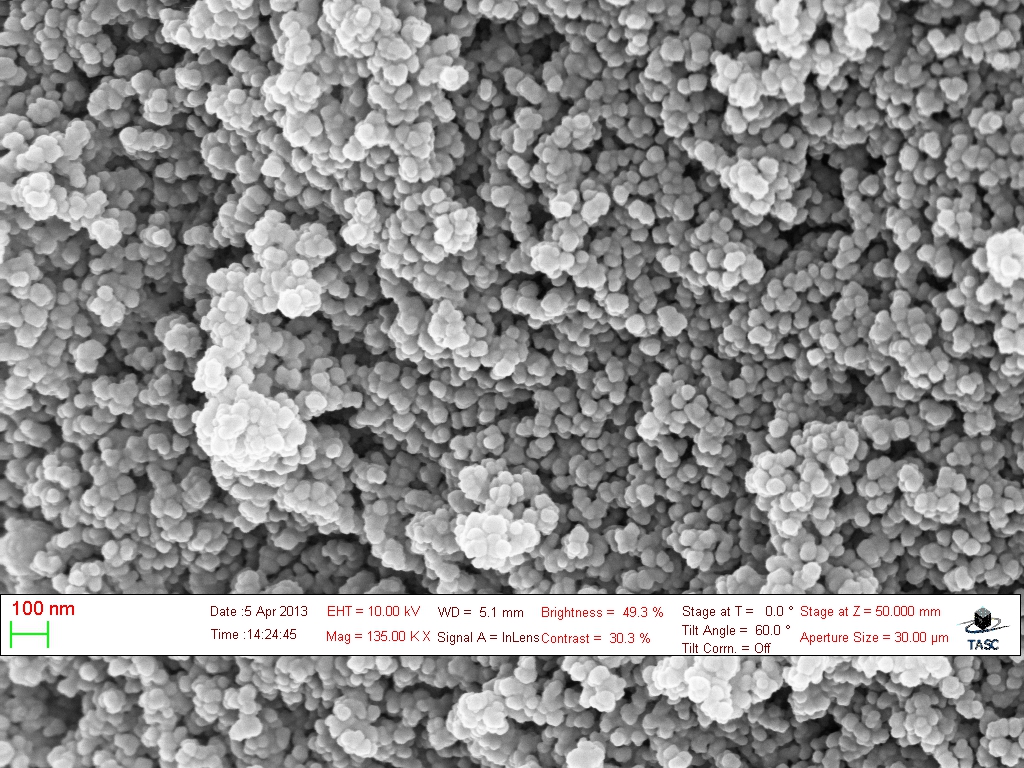 100 nm
Date :5 Apr 2013 EHT = 10.00 kV WD = 5.1 mm Brightness = 49.3 % Stage at T = 0.0 ° Stage at Z = 50.000 mm
Time :14:24:45 Mag = 135.00 K X Signal A = InLens Contrast = 30.3 % Tilt Angle = 60.0 ° Aperture Size = 30.00 µm
Tilt Corrn. = Off
TASC